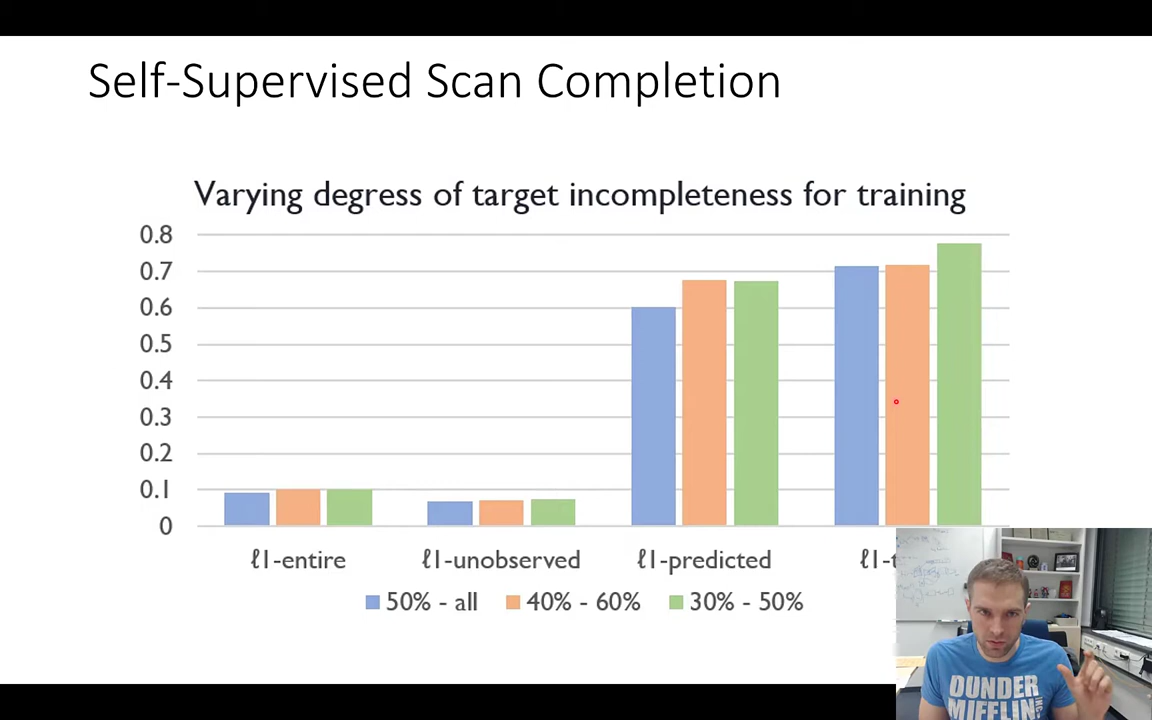 Self-Supervised Scan Completion
Varying degress of target incompleteness for training
0.8
0.7
0.6
0.5
0.4
0.3
0.2
0.1
0
ℓ1-entire ℓ1-unobserved ℓ1-predicted ℓ1-t
50% - all 40% - 60% 30% - 50%
DUNDER
MIFFLIN
INC